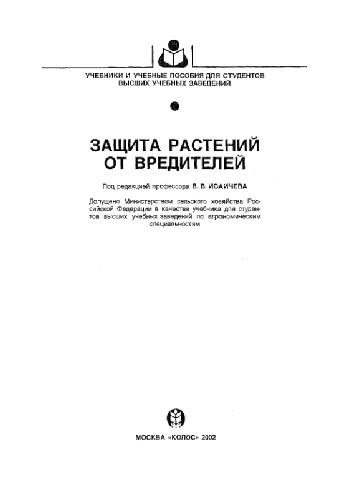 УЧЕБНИКИ И УЧЕБНЫЕ ПОСОБИЯ ДЛЯ СТУДЕНТОВ
ВЫСШИХ УЧЕБНЫХ ЗАВЕДЕНИЙ
ЗАЩИТА РАСТЕНИЙ
ОТ ВРЕДИТЕЛЕЙ
Под редакцией профессора В. В. ИСАИЧЕВА
Допущено Министерством сельского хозяйства Рос-
сийской Федерации в качестве учебника для студен-
тов высших учебных заведений по агрономическим
специальностям
МОСКВА «КОЛОС» 2002